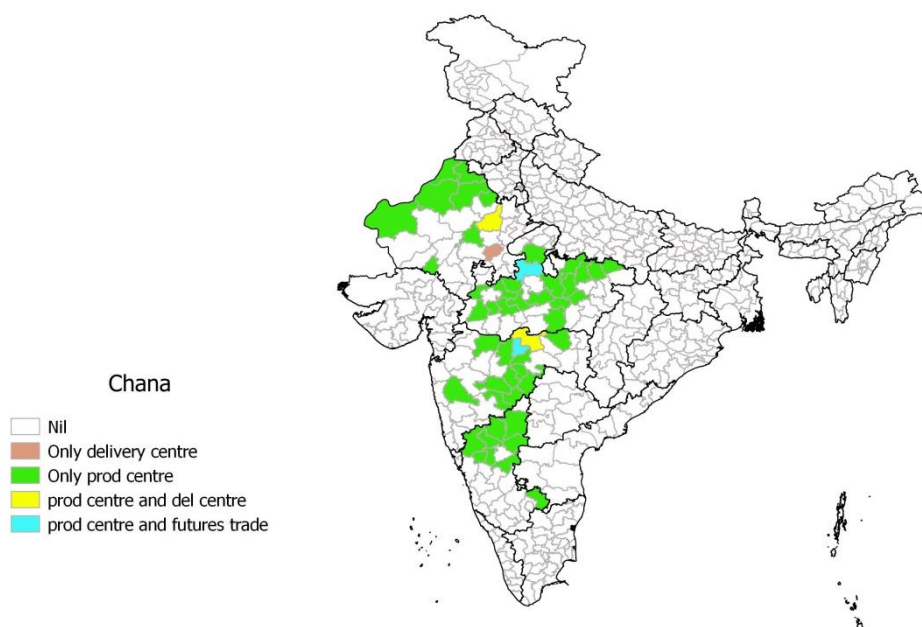 Chana
Nil
Only delivery centre
Only prod centre
prod centre and del centre
prod centre and futures trade